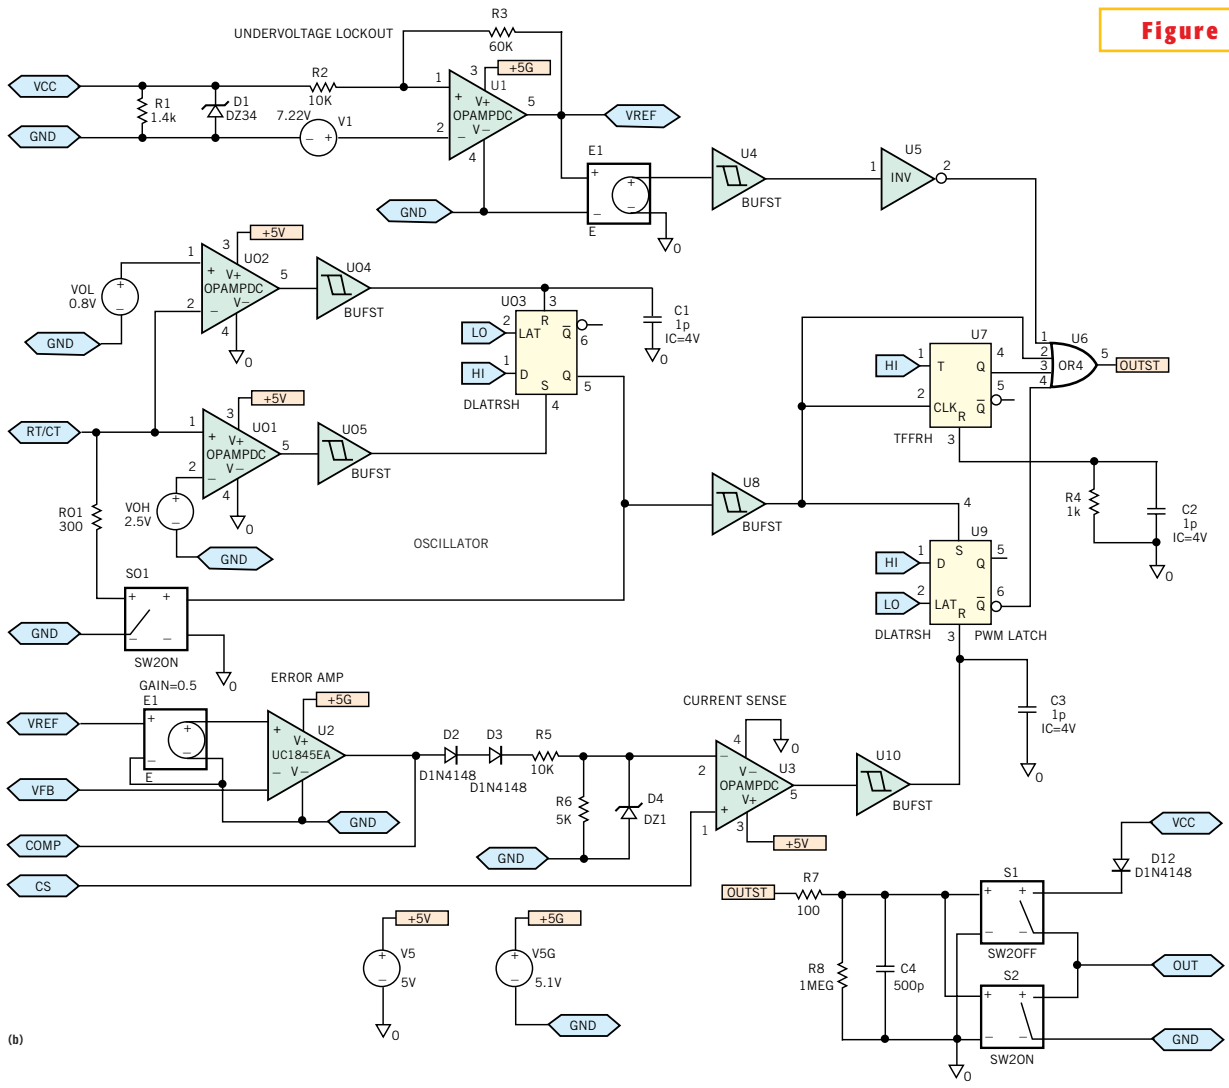 Figure
UNDERVOLTAGE LOCKOUT
R3
60K
VCC
R1
1.4k
D1
DZ34
R2
10K
7.22V
V1
GND
1
3
+5G
U1
+
V+
OPAMPDC
V−
−
2
4
5
VREF
GND
E1
+
−
+
−
E
0
U4
BUFST
1
U5
INV
2
+5V
1
3
UO2
+
V+
OPAMPDC
V−
−
2
4
5
0
VOL
0.8V
+
−
GND
UO4
BUFST
UO3
3
R
Q
6
LO
2
LAT
HI
1
D
S
Q
5
4
DLATRSH
C1
1p
IC=4V
0
RT/CT
+5V
1
3
UO1
+
V+
OPAMPDC
V−
−
2
4
5
0
VOH
2.5V
+
−
GND
UO5
BUFST
RO1
300
OSCILLATOR
SO1
+ +
− −
SW2ON
GND
0
U8
BUFST
U7
HI
1
T
Q
4
5
2
CLK
R
Q
TFFRH
3
1
2
3
4
U6
OR4
5
OUTST
R4
1k
C2
1p
IC=4V
0
4
U9
HI
1
D
S
Q
5
LO
2
LAT
R
Q
6
DLATRSH
3
PWM LATCH
C3
1p
IC=4V
0
GAIN=0.5
E1
+
−
+
−
E
VREF
VFB
COMP
CS
ERROR AMP
+5G
U2
+
V+
UC1845EA
− V−
GND
D2
D1N4148
D3
D1N4148
R5
10K
R6
5K
D4
DZ1
GND
CURRENT SENSE
4
0
U3
−
V−
OPAMPDC
V+
+
2
1
3
5
+5V
U10
BUFST
VCC
D12
D1N4148
OUTST
R7
100
R8
1MEG
C4
500p
S1
+ +
− −
SW2OFF
S2
+ +
− −
SW2ON
0
OUT
GND
+5V
+
−
V5
5V
0
+5G
+
−
V5G
5.1V
GND
(b)